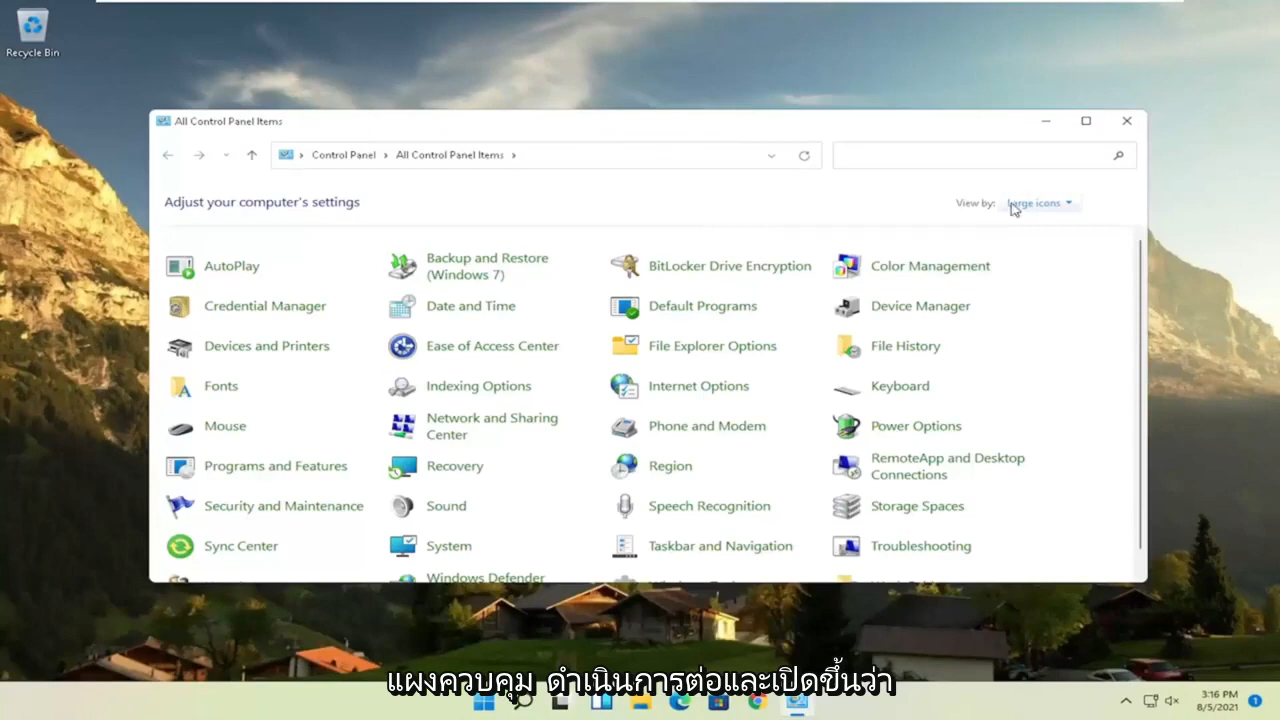 Recycle Bin
All Control Panel Items
Control Panel
All Control Panel Items
Adjust your computer's settings
View by:
Large icons
AutoPlay
Backup and Restore
(Windows 7)
BitLocker Drive Encryption
Color Management
Credential Manager
Date and Time
Default Programs
Device Manager
Devices and Printers
Ease of Access Center
File Explorer Options
File History
Fonts
Indexing Options
Internet Options
Keyboard
Mouse
Network and Sharing
Center
Phone and Modem
Power Options
Programs and Features
Recovery
Region
RemoteApp and Desktop
Connections
Security and Maintenance
Sound
Speech Recognition
Storage Spaces
Sync Center
System
Taskbar and Navigation
Troubleshooting
Windows Defender
แผงควบคุม ดำเนินการต่อและเปิดขึ้นว่า
3:16 PM
8/5/2021
1